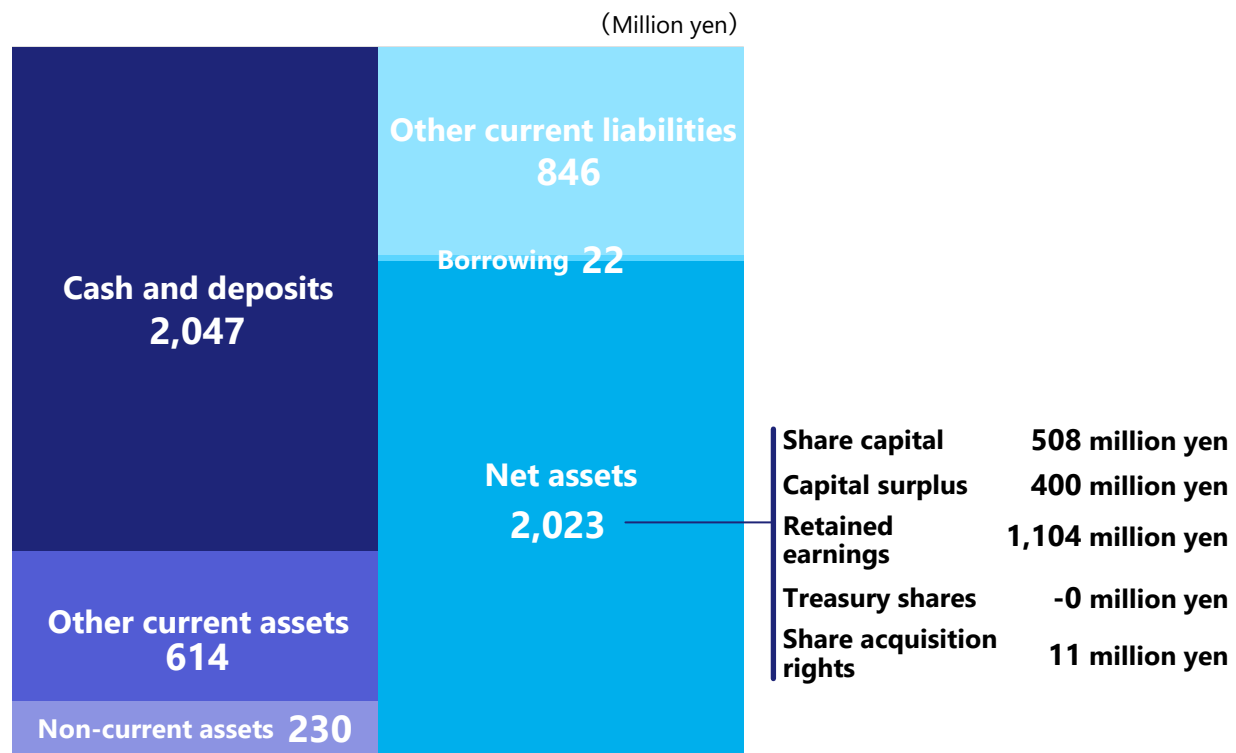 (Million yen)
Cash and deposits
2,047
Other current assets
614
Non-current assets 230
Other current liabilities
846
Borrowing 22
Net assets
2,023
Share capital 508 million yen
Capital surplus 400 million yen
Retained
earnings 1,104 million yen
Treasury shares -0 million yen
Share acquisition
rights 11 million yen